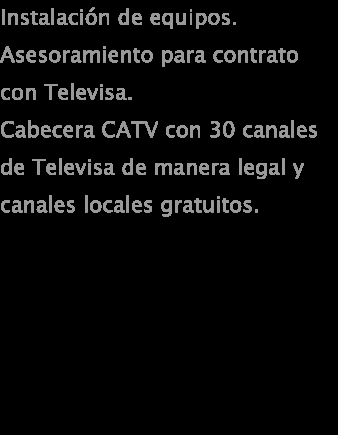 Instalación de equipos.
Asesoramiento para contrato
con Televisa.
Cabecera CATV con 30 canales
de Televisa de manera legal y
canales locales gratuitos.